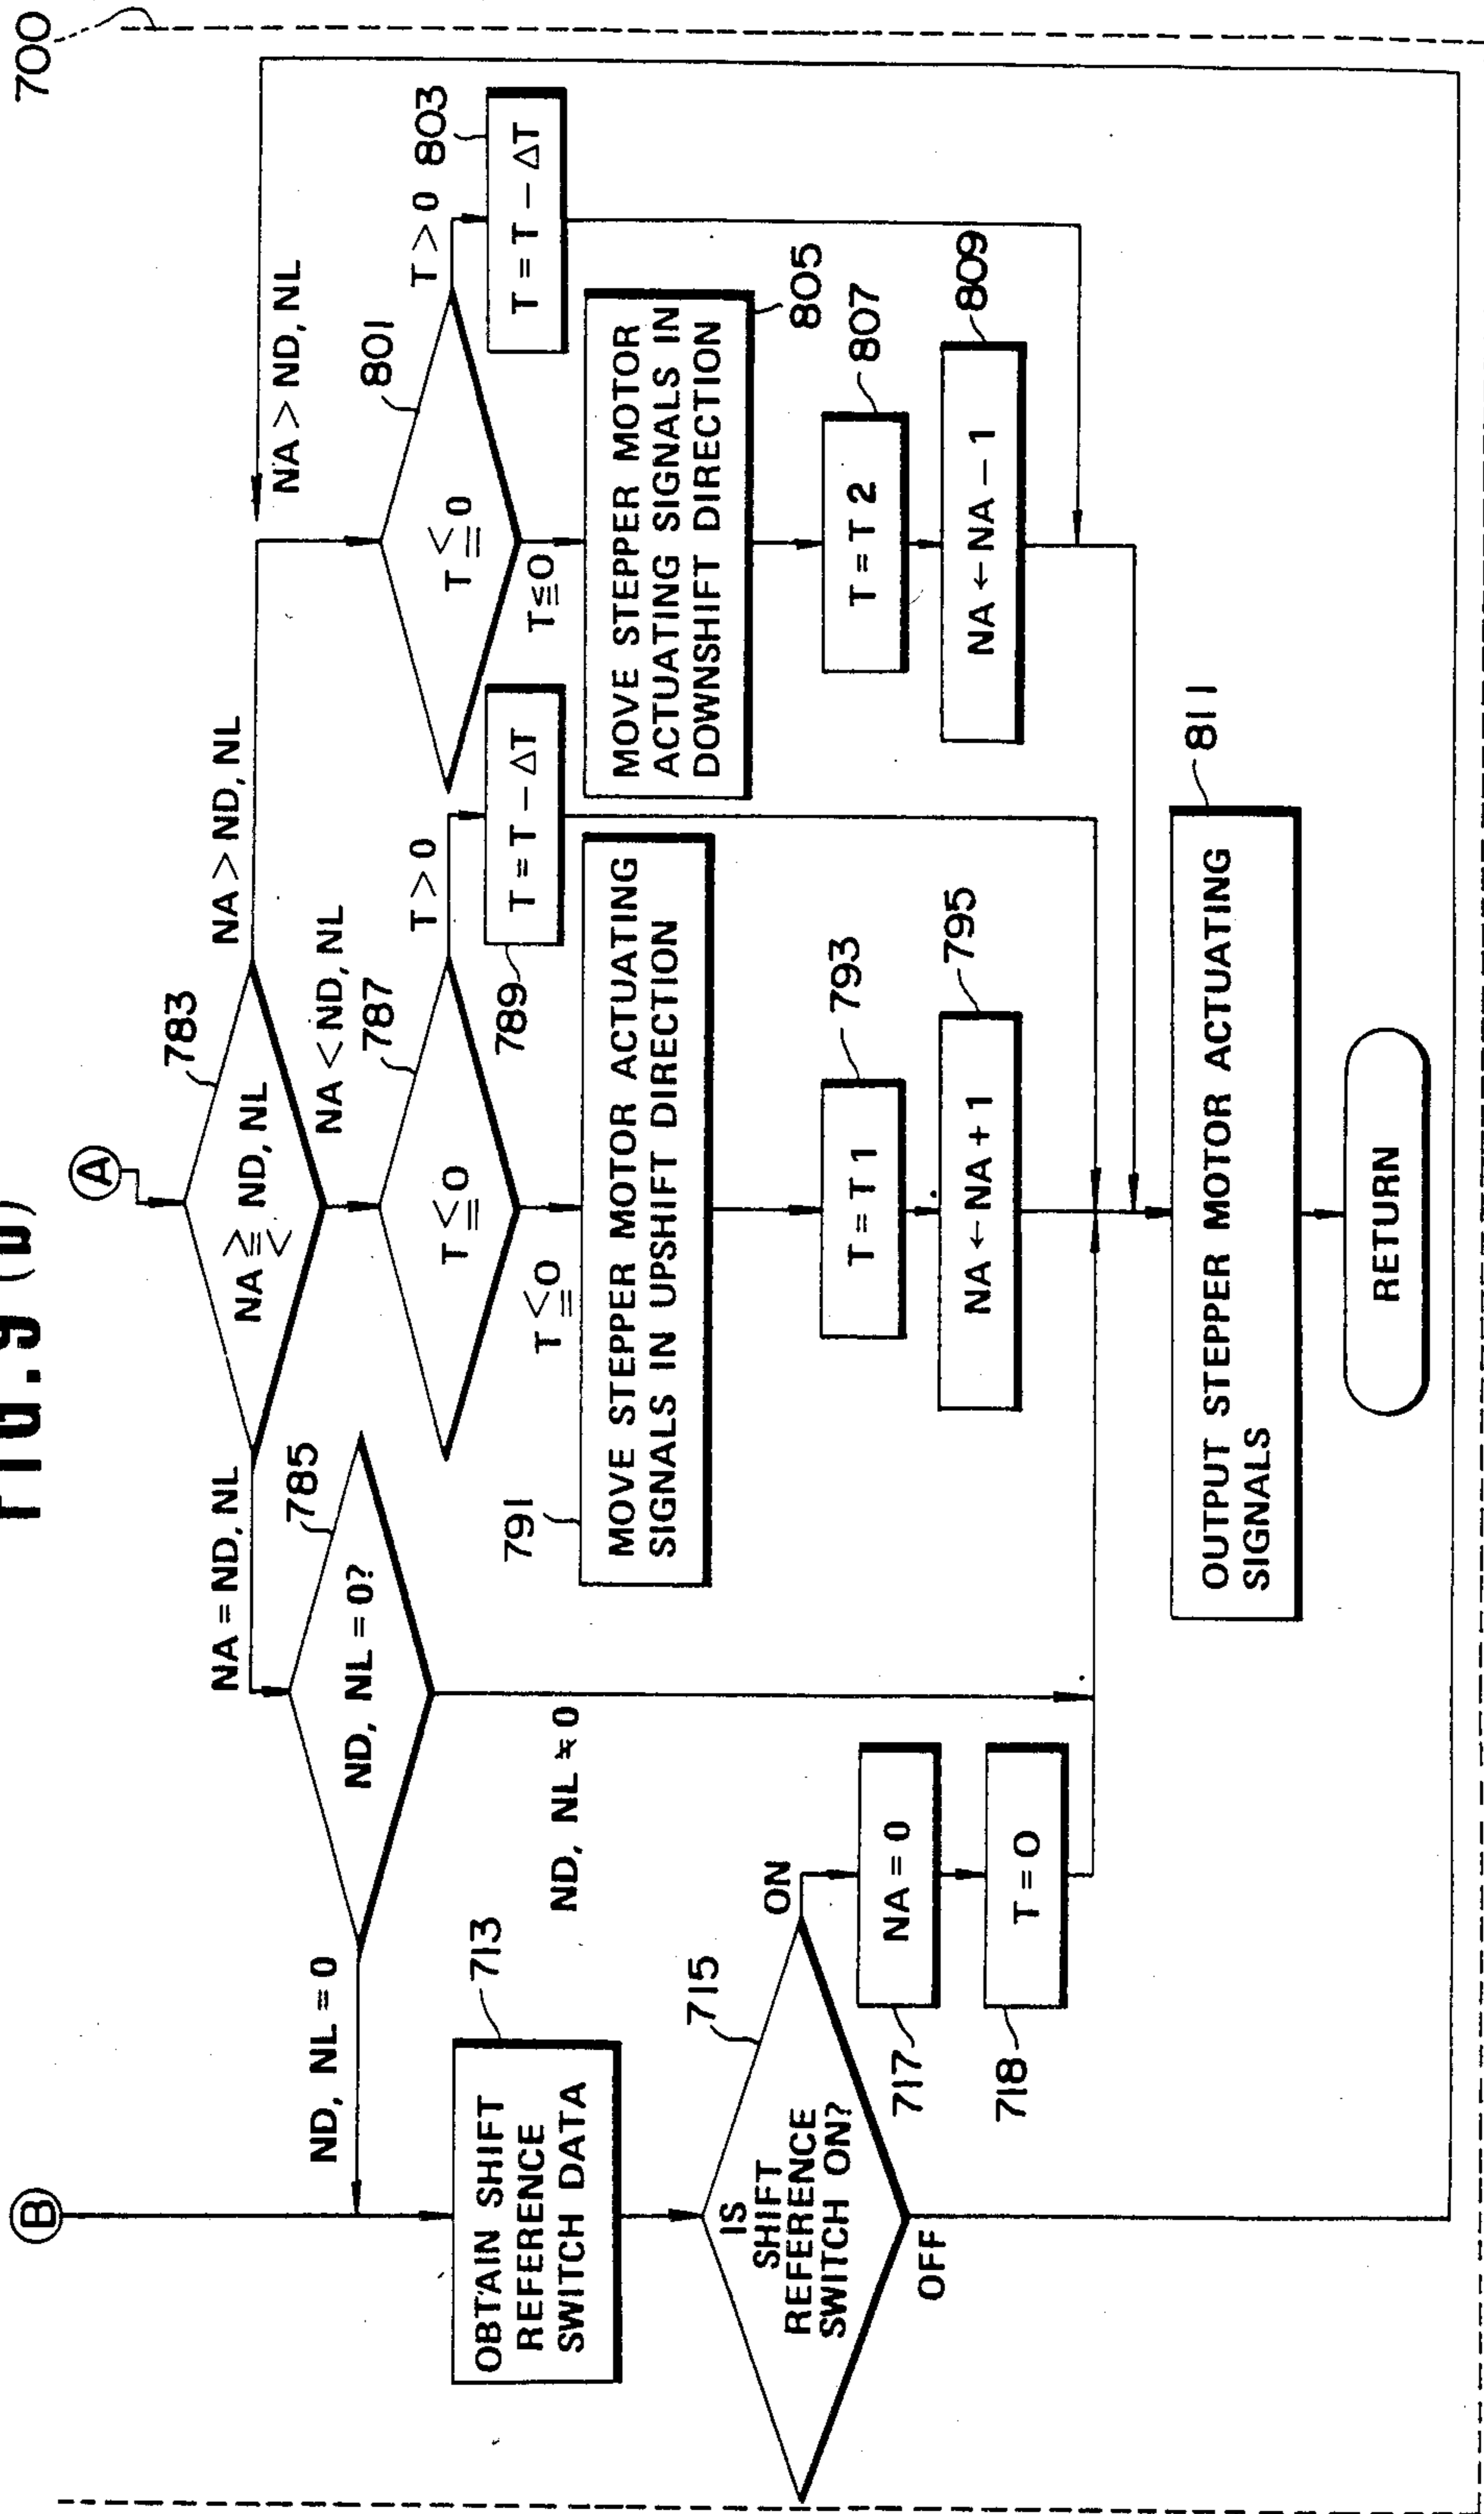 FIG. 9 (b)
700
A
B
783
NA ≧< ND, NL
NA = ND, NL
NA < ND, NL
NA > ND, NL
NA > ND, NL
785
ND, NL = 0?
ND, NL = 0
ND, NL ≒ 0
787
T ≦ 0
T > 0
789
T = T − ΔT
T ≦ 0
791
MOVE STEPPER MOTOR ACTUATING
SIGNALS IN UPSHIFT DIRECTION
793
T = T 1
795
NA ← NA + 1
801
T ≦ 0
T > 0
803
T = T − ΔT
T ≦ 0
MOVE STEPPER MOTOR
ACTUATING SIGNALS IN
DOWNSHIFT DIRECTION
805
T = T 2
807
NA ← NA − 1
809
713
OBTAIN SHIFT
REFERENCE
SWITCH DATA
715
IS
SHIFT
REFERENCE
SWITCH ON?
ON
OFF
717
NA = 0
718
T = 0
811
OUTPUT STEPPER MOTOR ACTUATING
SIGNALS
RETURN